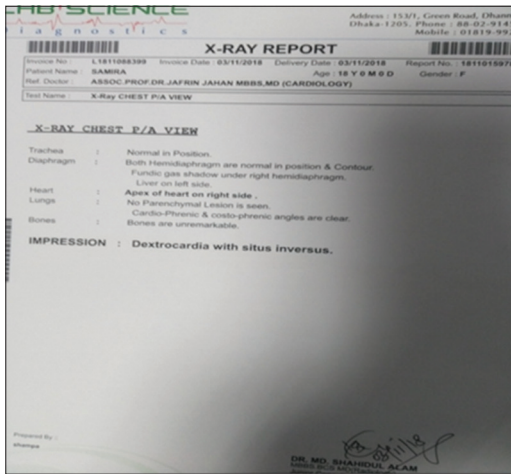 LAB SCIENCE
diagnostics
Address : 153/1, Green Road,
Dhaka-1205, Phone : 88-02-914
Mobile : 01819-99
X-RAY REPORT
Invoice No : L1811088399 Invoice Date : 03/11/2018 Delivery Date : 03/11/2018 Report No. :
Patient Name : SAMIRA Age : 18 Y 0 M 0 D Gender : F
Ref. Doctor : ASSOC.PROF.DR.JAFRIN JAHAN MBBS,MD (CARDIOLOGY)
Test Name : X-Ray CHEST P/A VIEW
X-RAY CHEST P/A VIEW
Trachea : Normal in Position.
Diaphragm : Both Hemidiaphragm are normal in position & Contour.
Fundic gas shadow under right hemidiaphragm.
Liver on left side.
Heart : Apex of heart on right side .
Lungs : No Parenchymal Lesion is seen.
Cardio-Phrenic & costo-phrenic angles are clear.
Bones : Bones are unremarkable.
IMPRESSION : Dextrocardia with situs inversus.
Prepared By :
shampa
DR. MD. SHAHIDUL ALAM